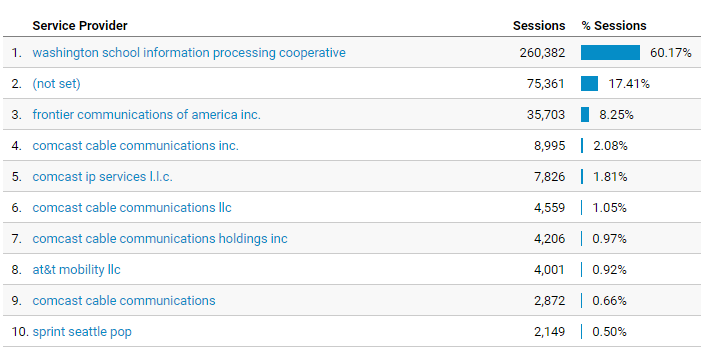 Service Provider Sessions % Sessions
1. washington school information processing cooperative 260,382 60.17%
2. (not set) 75,361 17.41%
3. frontier communications of america inc. 35,703 8.25%
4. comcast cable communications inc. 8,995 2.08%
5. comcast ip services l.l.c. 7,826 1.81%
6. comcast cable communications llc 4,559 1.05%
7. comcast cable communications holdings inc 4,206 0.97%
8. at&t mobility llc 4,001 0.92%
9. comcast cable communications 2,872 0.66%
10. sprint seattle pop 2,149 0.50%